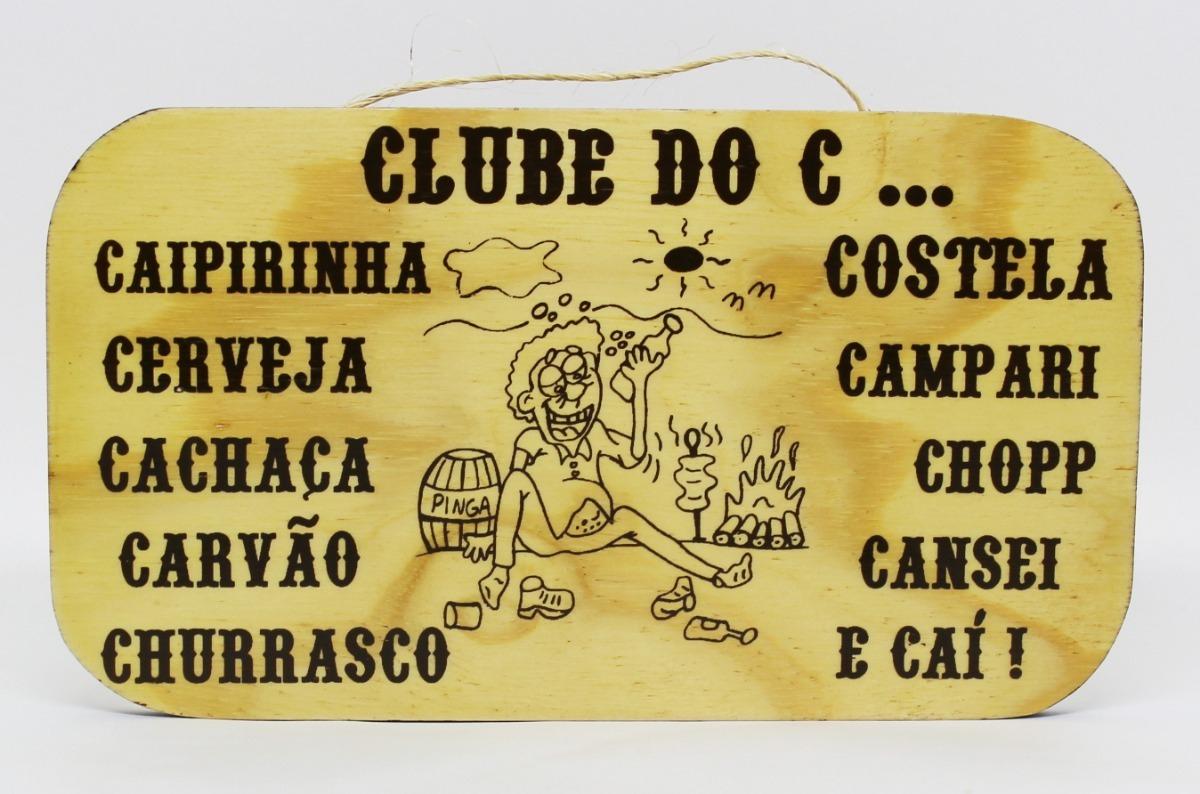 CLUBE DO C ...
CAIPIRINHA
CERVEJA
CACHAÇA
CARVÃO
CHURRASCO
PINGA
COSTELA
CAMPARI
CHOPP
CANSEI
E CAÍ !